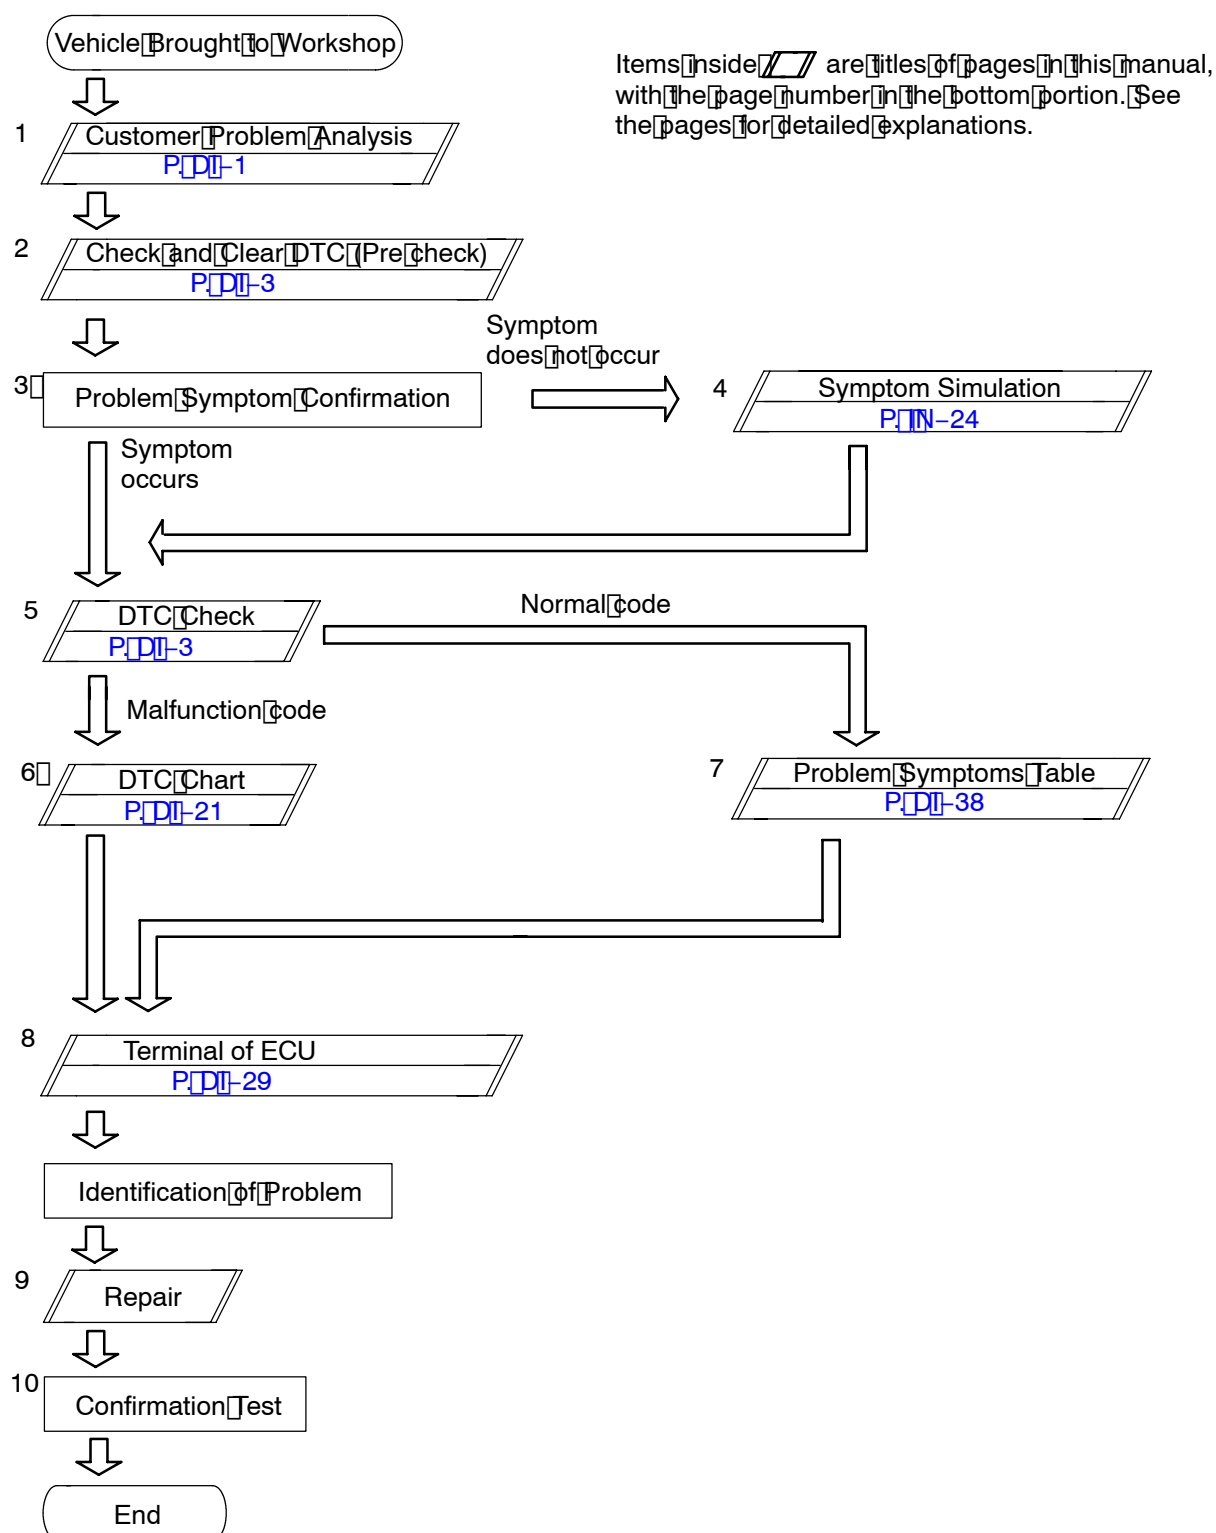 Vehicle Brought to Workshop
Items inside are titles of pages in this manual,
with the page number in the bottom portion. See
the pages for detailed explanations.
1
Customer Problem Analysis
P. DI–1
2
Check and Clear DTC (Pre check)
P. DI–3
Symptom
does not occur
3
Problem Symptom Confirmation
4
Symptom Simulation
P. IN–24
Symptom
occurs
5
DTC Check
P. DI–3
Normal code
Malfunction code
6
DTC Chart
P. DI–21
7
Problem Symptoms Table
P. DI–38
8
Terminal of ECU
P. DI–29
Identification of Problem
9
Repair
10
Confirmation Test
End